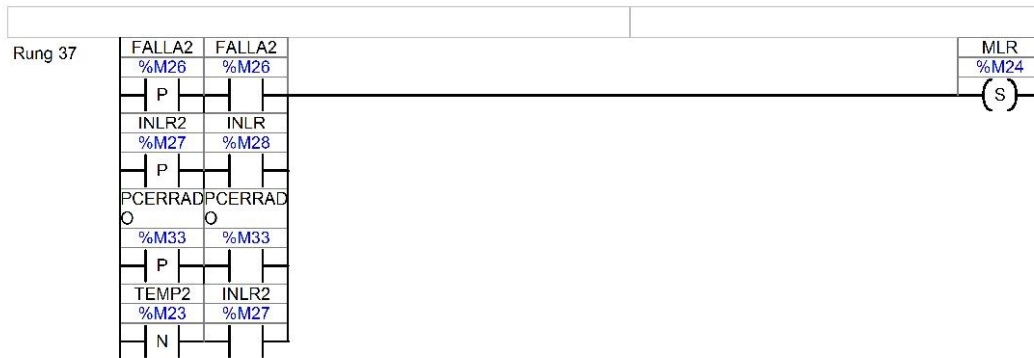 Rung 37
FALLA2 FALLA2 MLR
%M26 %M26 %M24
P S
INLR2 INLR
%M27 %M28
P
PCERRAD PCERRAD
O O
%M33 %M33
P
TEMP2 INLR2
%M23 %M27
N